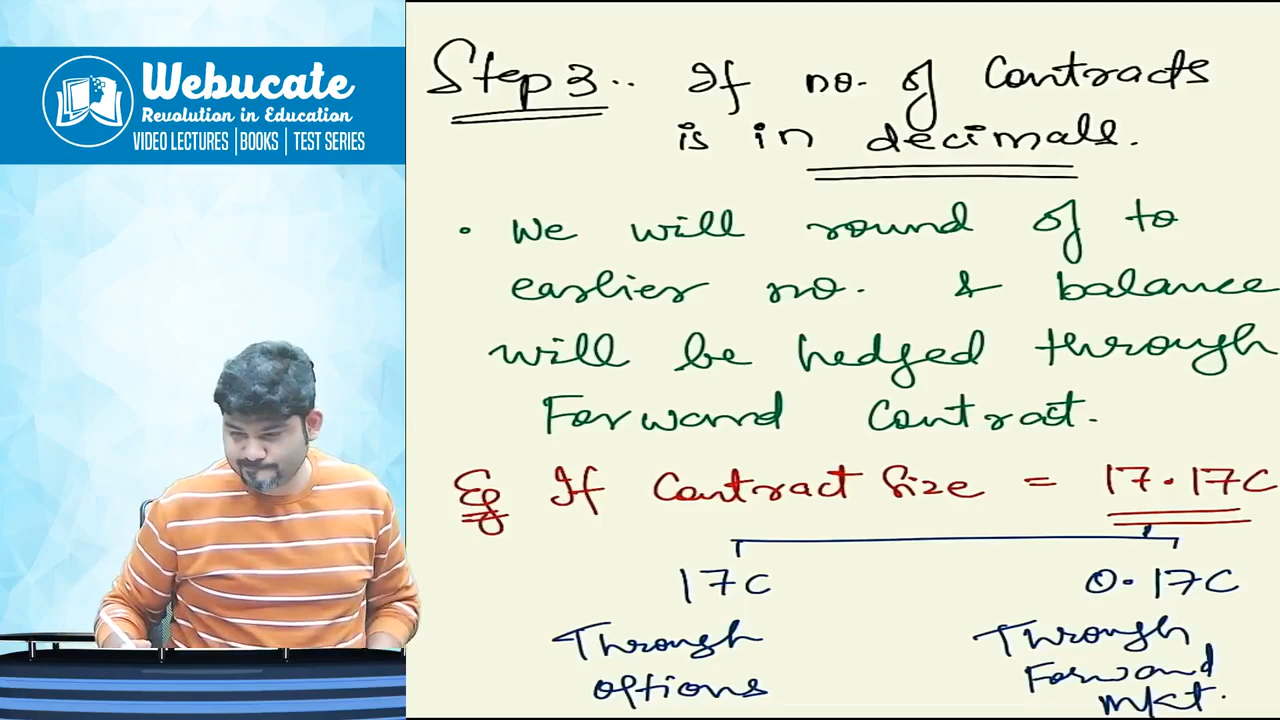 Webucate
Revolution in Education
VIDEO LECTURES | BOOKS | TEST SERIES
Step 3.. If no. of Contracts
is in decimals.
• We will round of to
earlier no. & balance
will be hedged through
Forward Contract.
Eg If Contract Size = 17.17C
17C 0.17C
Through Through
options Forward
mkt.